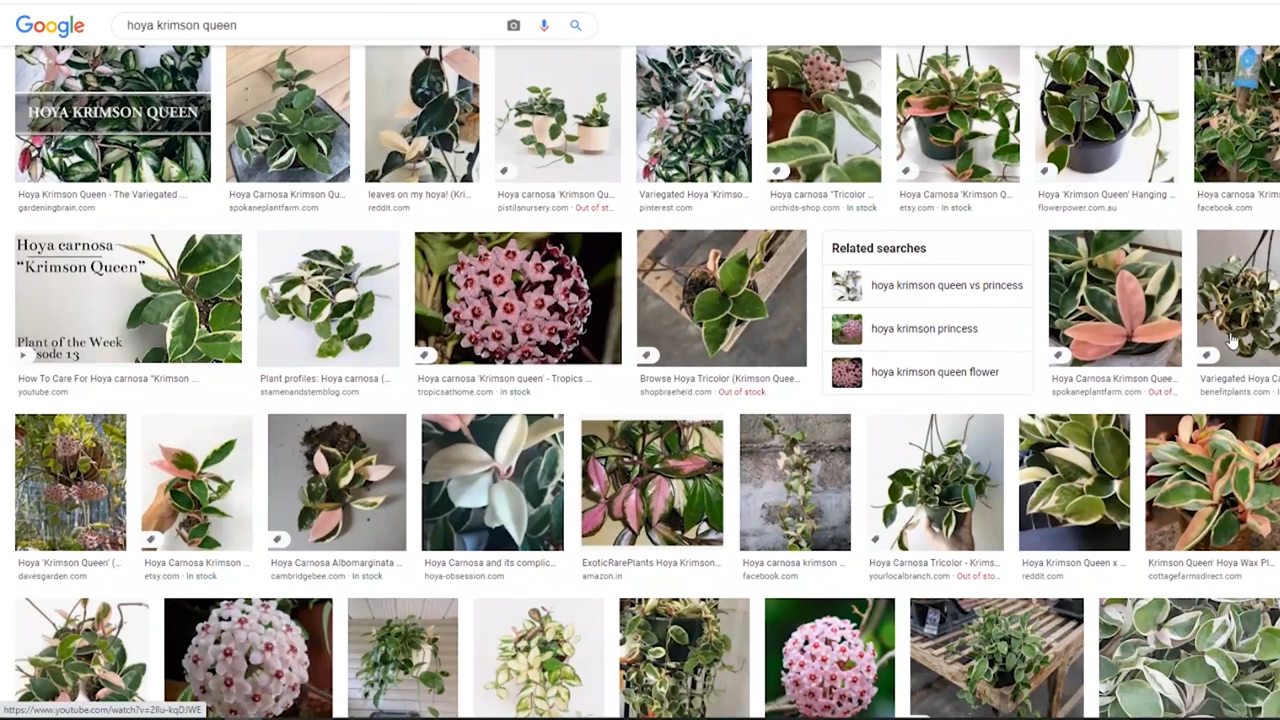 Google
hoya krimson queen
HOYA KRIMSON QUEEN
Hoya Krimson Queen - The Variegated ...
gardeningbrain.com
Hoya Carnosa Krimson Qu...
spokaneplantfarm.com
leaves on my hoya! (Kri...
reddit.com
Hoya carnosa 'Krimson Qu...
pistilsnursery.com · Out of st...
Variegated Hoya 'Krimso...
pinterest.com
Hoya carnosa "Tricolor ...
orchids-shop.com · In stock
Hoya Carnosa 'Krimson Q...
etsy.com · In stock
Hoya 'Krimson Queen' Hanging ...
flowerpower.com.au
Hoya carnosa 'Krim
facebook.com
Hoya carnosa
"Krimson Queen"
Plant of the Week
sode 13
How To Care For Hoya carnosa "Krimson ...
youtube.com
Plant profiles: Hoya carnosa (...
stamenandstemblog.com
Hoya carnosa 'Krimson queen' - Tropics ...
tropicsathome.com · In stock
Browse Hoya Tricolor (Krimson Quee...
shopbraeheid.com · Out of stock
Related searches
hoya krimson queen vs princess
hoya krimson princess
hoya krimson queen flower
Hoya Carnosa Krimson Quee...
spokaneplantfarm.com · Out of...
Variegated Hoya C
benefitplants.com · In
Hoya 'Krimson Queen' (...
davesgarden.com
Hoya Carnosa Krimson ...
etsy.com · In stock
Hoya Carnosa Albomarginata ...
cambridgebee.com · In stock
Hoya Carnosa and its complic...
hoya-obsession.com
ExoticRarePlants Hoya Krimson...
amazon.in
Hoya carnosa krimson ...
facebook.com
Hoya Carnosa Tricolor - Krims...
yourlocalbranch.com · Out of sto...
Hoya Krimson Queen x ...
reddit.com
Krimson Queen' Hoya Wax Pl...
cottagefarmsdirect.com